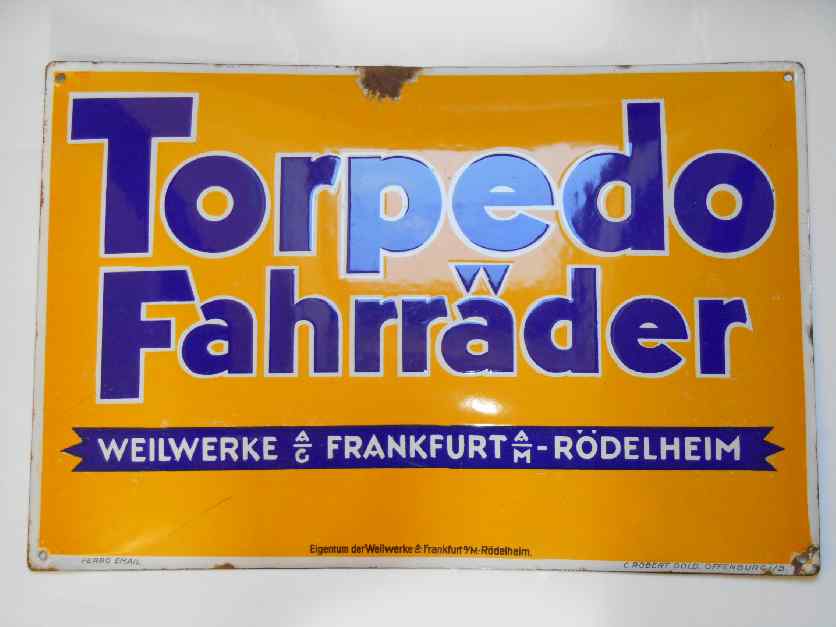 Torpedo
Fahrräder
WEILWERKE A/G FRANKFURT A/M-RÖDELHEIM
Eigentum der Weilwerke A/G Frankfurt a/M.-Rödelheim.
FERRO EMAIL C. ROBERT DOLD, OFFENBURG i/B.